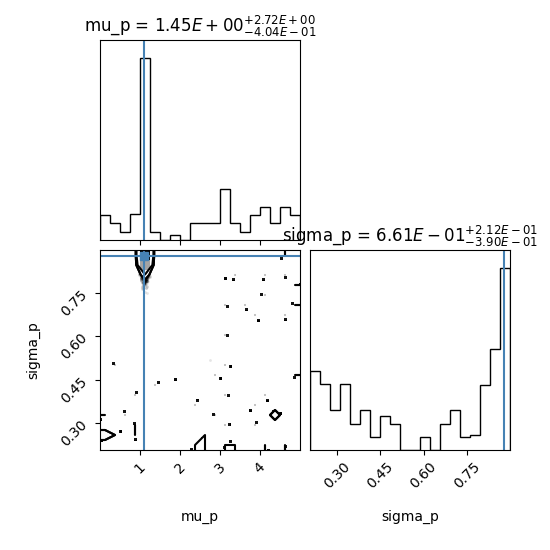 mu_p = 1.45E + 00+2.72E+00−4.04E−01
sigma_p = 6.61E − 01+2.12E−01−3.90E−01
sigma_p
0.75
0.60
0.45
0.30
1 2 3 4
0.30 0.45 0.60 0.75
mu_p sigma_p